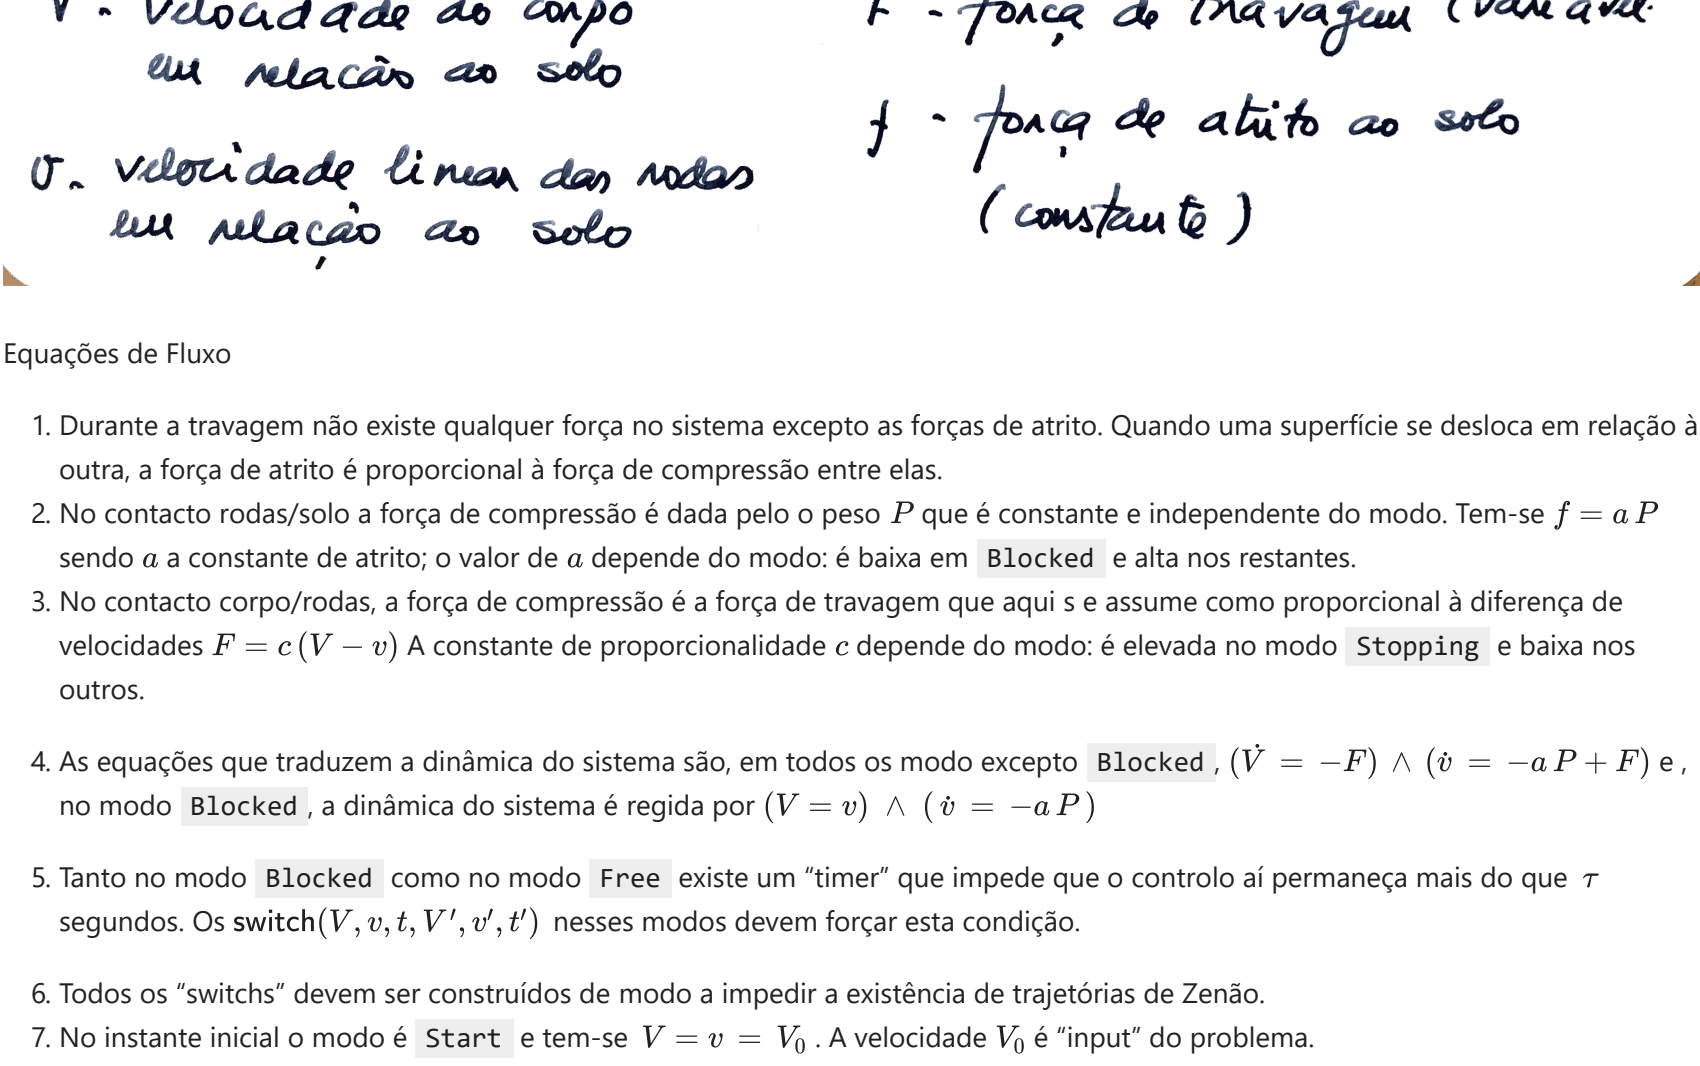 V - Velocidade do corpo
em relacão ao solo
v - velocidade linear das rodas
em relação ao solo
F - força de travagem (variável
f - força de atrito ao solo
(constante)
Equações de Fluxo
1. Durante a travagem não existe qualquer força no sistema excepto as forças de atrito. Quando uma superfície se desloca em relação à
outra, a força de atrito é proporcional à força de compressão entre elas.
2. No contacto rodas/solo a força de compressão é dada pelo o peso P que é constante e independente do modo. Tem-se f = a P
sendo a a constante de atrito; o valor de a depende do modo: é baixa em Blocked e alta nos restantes.
3. No contacto corpo/rodas, a força de compressão é a força de travagem que aqui s e assume como proporcional à diferença de
velocidades F = c (V − v) A constante de proporcionalidade c depende do modo: é elevada no modo Stopping e baixa nos
outros.
4. As equações que traduzem a dinâmica do sistema são, em todos os modo excepto Blocked, (V̇ = −F) ∧ (v̇ = −a P + F) e ,
no modo Blocked, a dinâmica do sistema é regida por (V = v) ∧ ( v̇ = −a P )
5. Tanto no modo Blocked como no modo Free existe um “timer” que impede que o controlo aí permaneça mais do que τ
segundos. Os switch(V, v, t, V′, v′, t′) nesses modos devem forçar esta condição.
6. Todos os “switchs” devem ser construídos de modo a impedir a existência de trajetórias de Zenão.
7. No instante inicial o modo é Start e tem-se V = v = V₀ . A velocidade V₀ é “input” do problema.